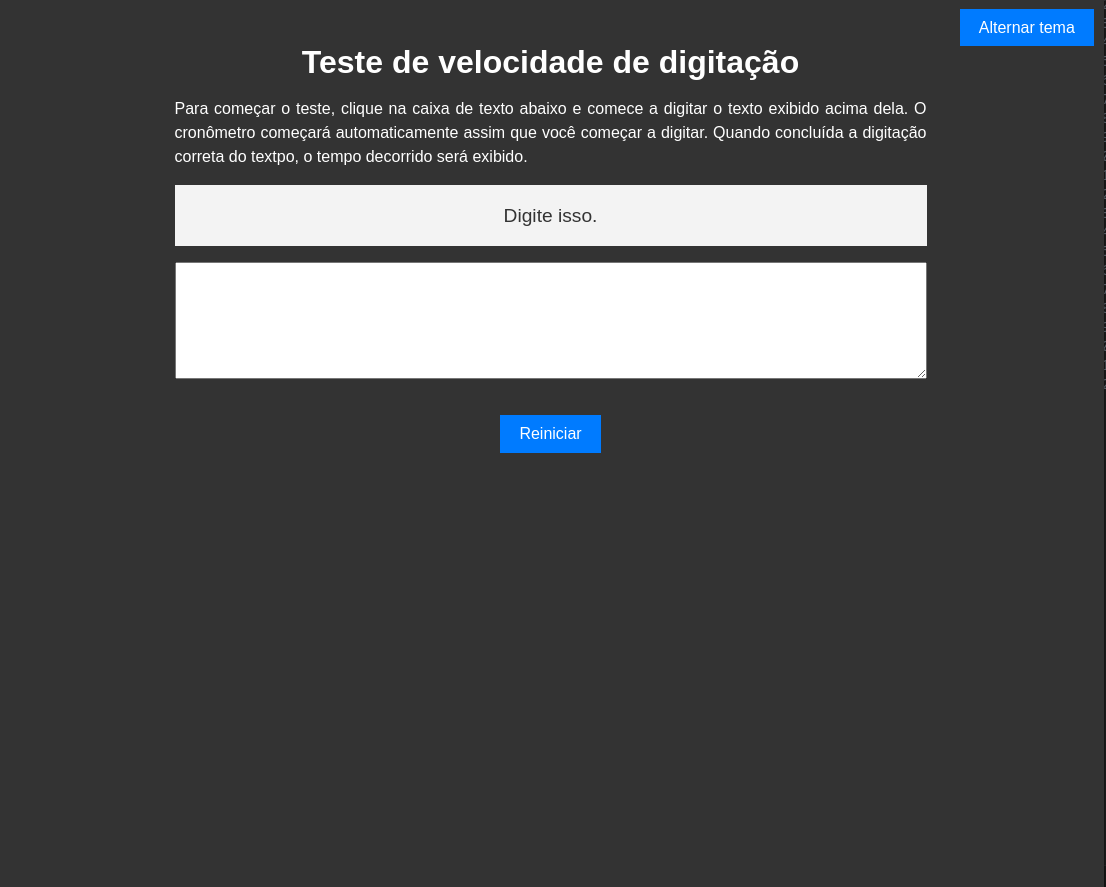 Alternar tema
Teste de velocidade de digitação
Para começar o teste, clique na caixa de texto abaixo e comece a digitar o texto exibido acima dela. O
cronômetro começará automaticamente assim que você começar a digitar. Quando concluída a digitação
correta do textpo, o tempo decorrido será exibido.
Digite isso.
Reiniciar